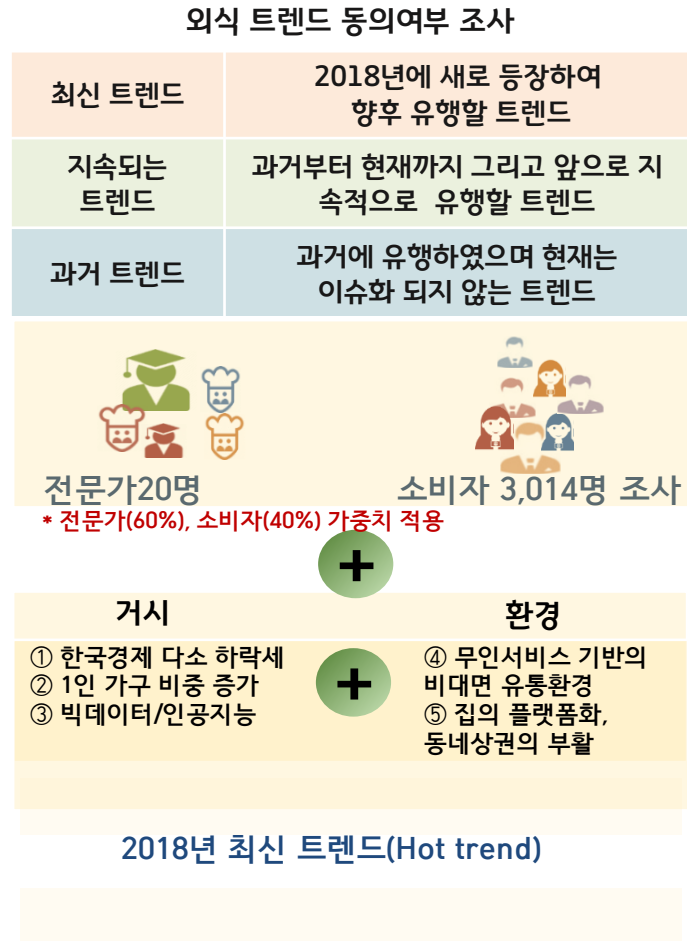 외식 트렌드 동의여부 조사
최신 트렌드
2018년에 새로 등장하여
향후 유행할 트렌드
지속되는
트렌드
과거부터 현재까지 그리고 앞으로 지
속적으로 유행할 트렌드
과거 트렌드
과거에 유행하였으며 현재는
이슈화 되지 않는 트렌드
전문가20명
소비자 3,014명 조사
* 전문가(60%), 소비자(40%) 가중치 적용
+
거시
환경
① 한국경제 다소 하락세
② 1인 가구 비중 증가
③ 빅데이터/인공지능
+
④ 무인서비스 기반의
비대면 유통환경
⑤ 집의 플랫폼화,
동네상권의 부활
2018년 최신 트렌드(Hot trend)